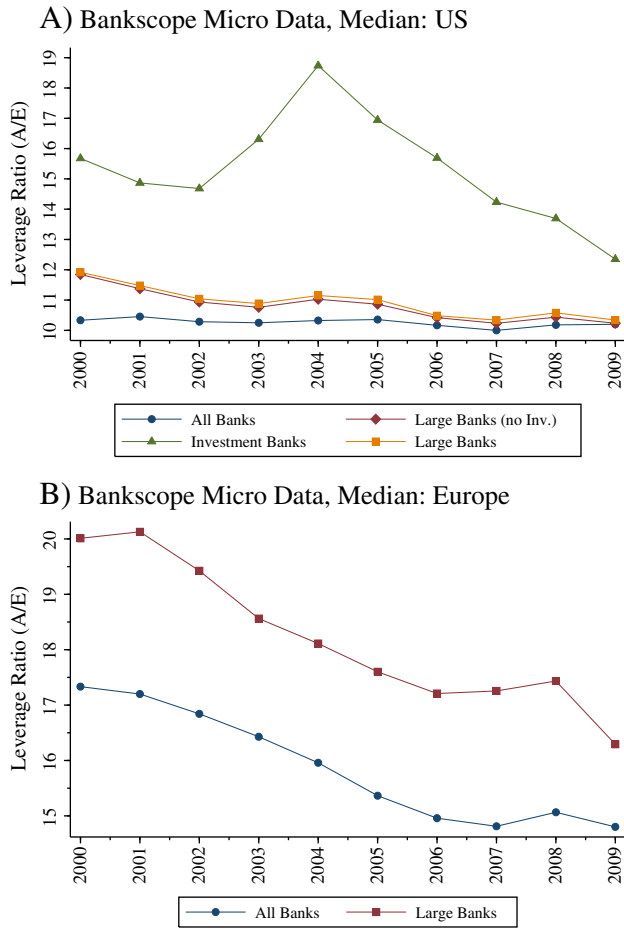 A) Bankscope Micro Data, Median: US
Leverage Ratio (A/E)
19
18
17
16
15
14
13
12
11
10
2000 2001 2002 2003 2004 2005 2006 2007 2008 2009
All Banks Large Banks (no Inv.)
Investment Banks Large Banks
B) Bankscope Micro Data, Median: Europe
Leverage Ratio (A/E)
20
19
18
17
16
15
2000 2001 2002 2003 2004 2005 2006 2007 2008 2009
All Banks Large Banks